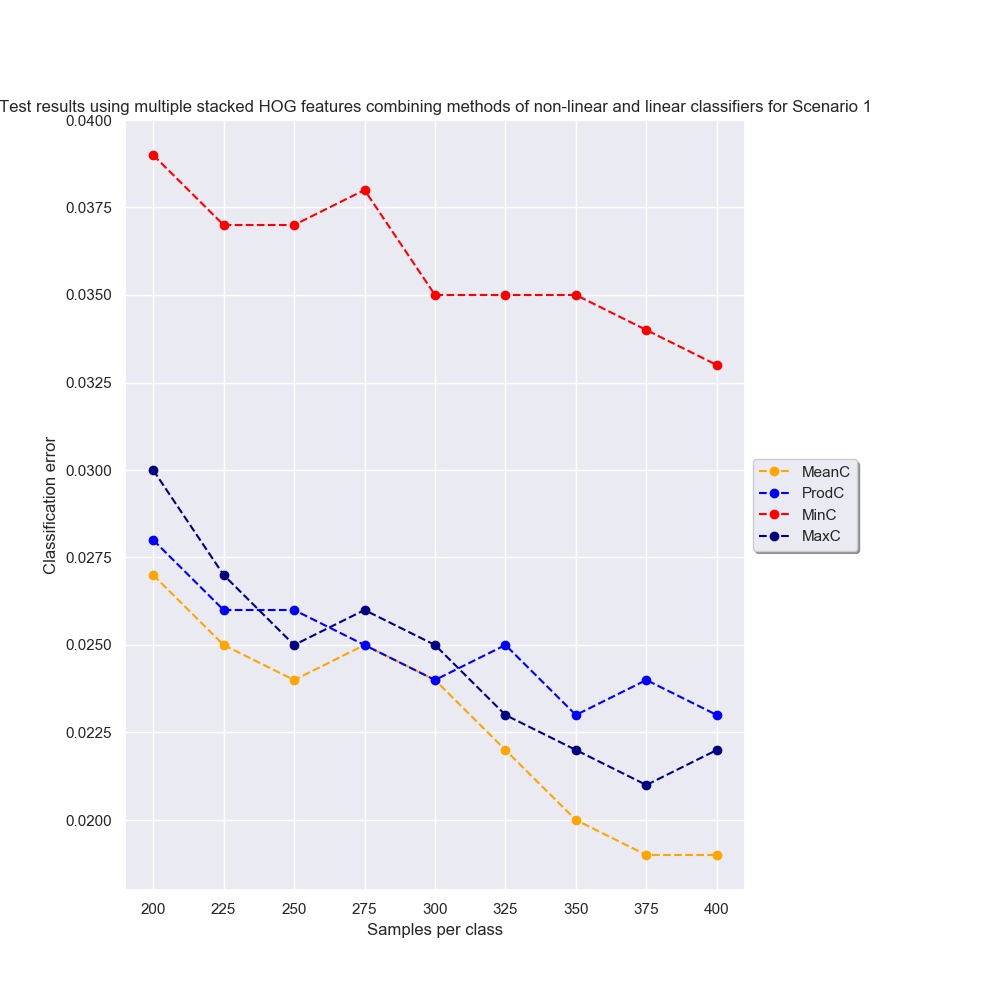 Test results using multiple stacked HOG features combining methods of non-linear and linear classifiers for Scenario 1
0.0400
0.0375
0.0350
0.0325
0.0300
0.0275
0.0250
0.0225
0.0200
Classification error
200 225 250 275 300 325 350 375 400
Samples per class
MeanC
ProdC
MinC
MaxC